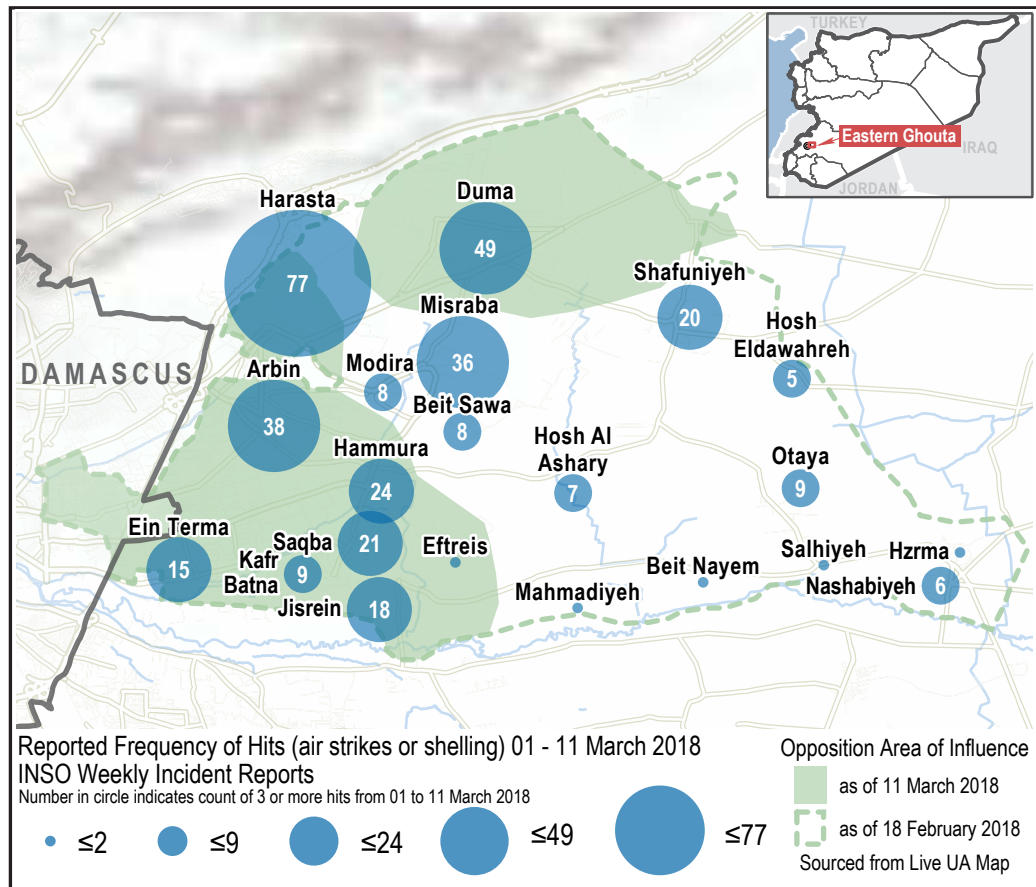 TURKEY
Eastern Ghouta
IRAQ
JORDAN
Harasta
77
Duma
49
Shafuniyeh
20
Misraba
36
Hosh
Eldawahreh
5
DAMASCUS
Arbin
38
Modira
8
Beit Sawa
8
Hammura
24
Hosh Al
Ashary
7
Otaya
9
Ein Terma
15
Saqba
21
Kafr
Batna
9
Eftreis
Jisrein
18
Mahmadiyeh
Beit Nayem
Salhiyeh
Hzrma
Nashabiyeh
6
Reported Frequency of Hits (air strikes or shelling) 01 - 11 March 2018
INSO Weekly Incident Reports
Number in circle indicates count of 3 or more hits from 01 to 11 March 2018
≤2
≤9
≤24
≤49
≤77
Opposition Area of Influence
as of 11 March 2018
as of 18 February 2018
Sourced from Live UA Map